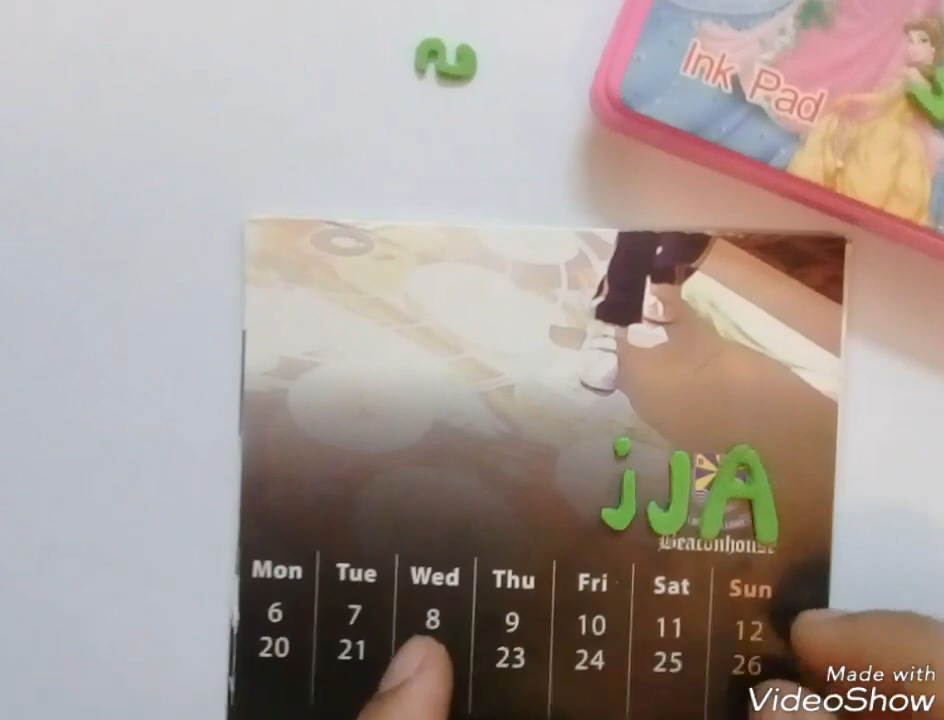 Ink Pad
jJA
Beaconhouse
Mon Tue Wed Thu Fri Sat Sun
6 7 8 9 10 11 12
20 21 23 24 25 26
Made with
VideoShow